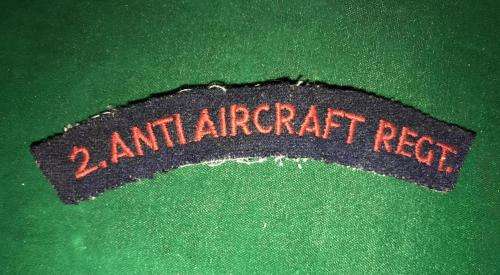 2. ANTI AIRCRAFT REGT.